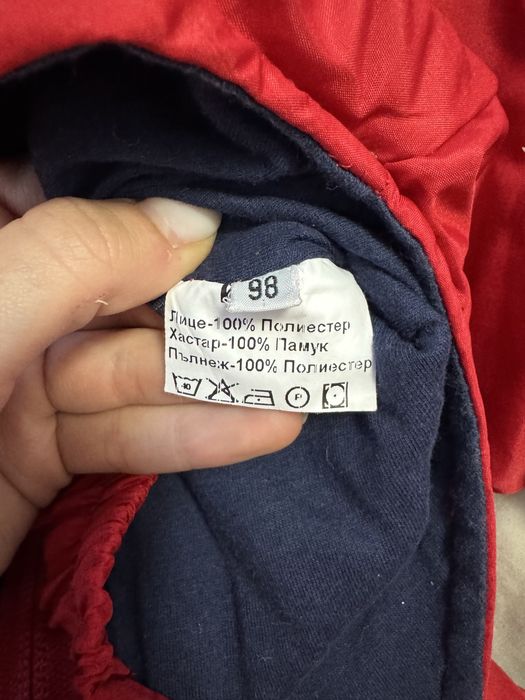 98
Лице-100% Полиестер
Хастар-100% Памук
Пълнеж-100% Полиестер
P